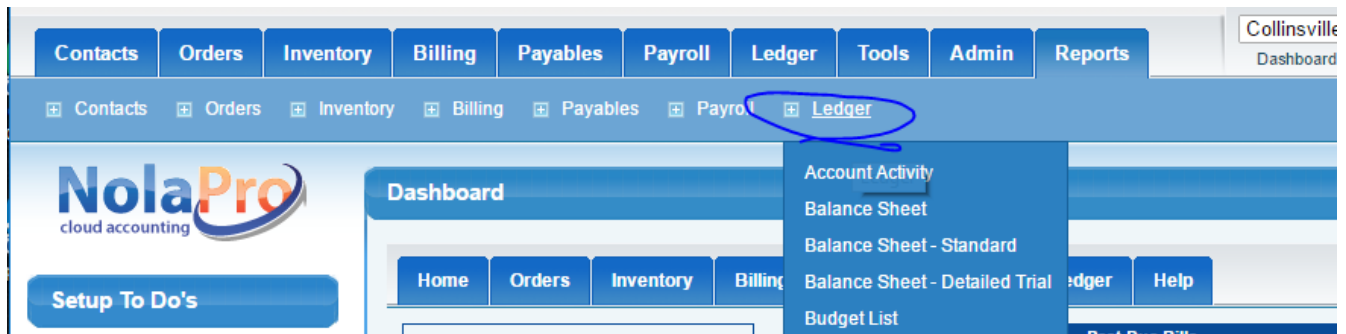 Collinsville
Contacts Orders Inventory Billing Payables Payroll Ledger Tools Admin Reports
Dashboard
Contacts Orders Inventory Billing Payables Payroll Ledger
NolaPro
cloud accounting
Dashboard
Account Activity
Balance Sheet
Balance Sheet - Standard
Balance Sheet - Detailed Trial
Budget List
Setup To Do's
Home Orders Inventory Billing edger Help